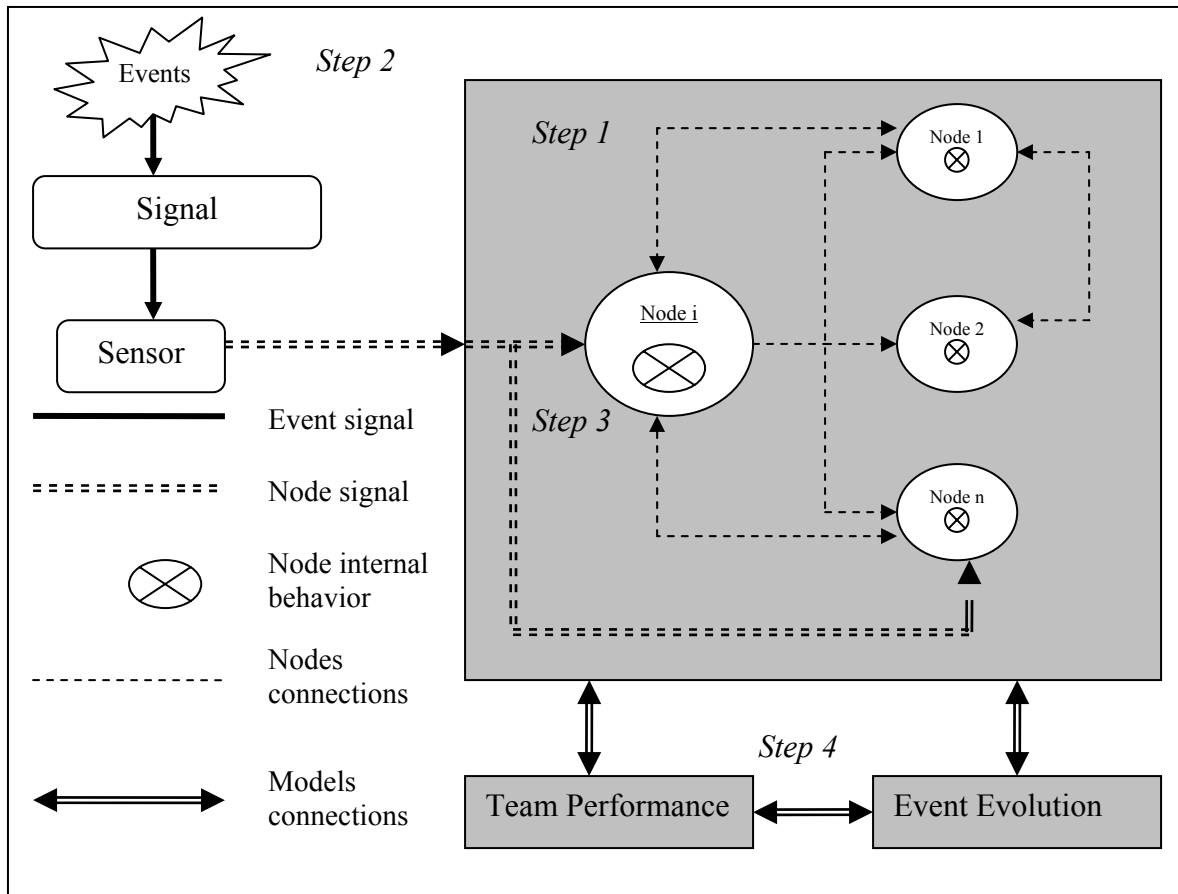 Events
Step 2
Signal
Sensor
Event signal
Node signal
Node internal
behavior
Nodes
connections
Models
connections
Step 1
Node 1
Node i
Node 2
Step 3
Node n
Step 4
Team Performance
Event Evolution